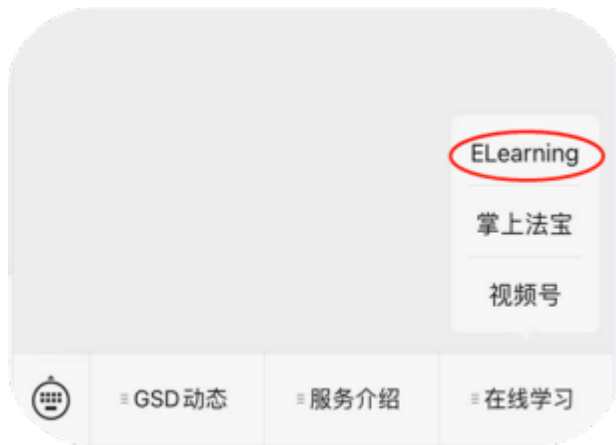 ELearning
掌上法宝
视频号
GSD动态
服务介绍
在线学习